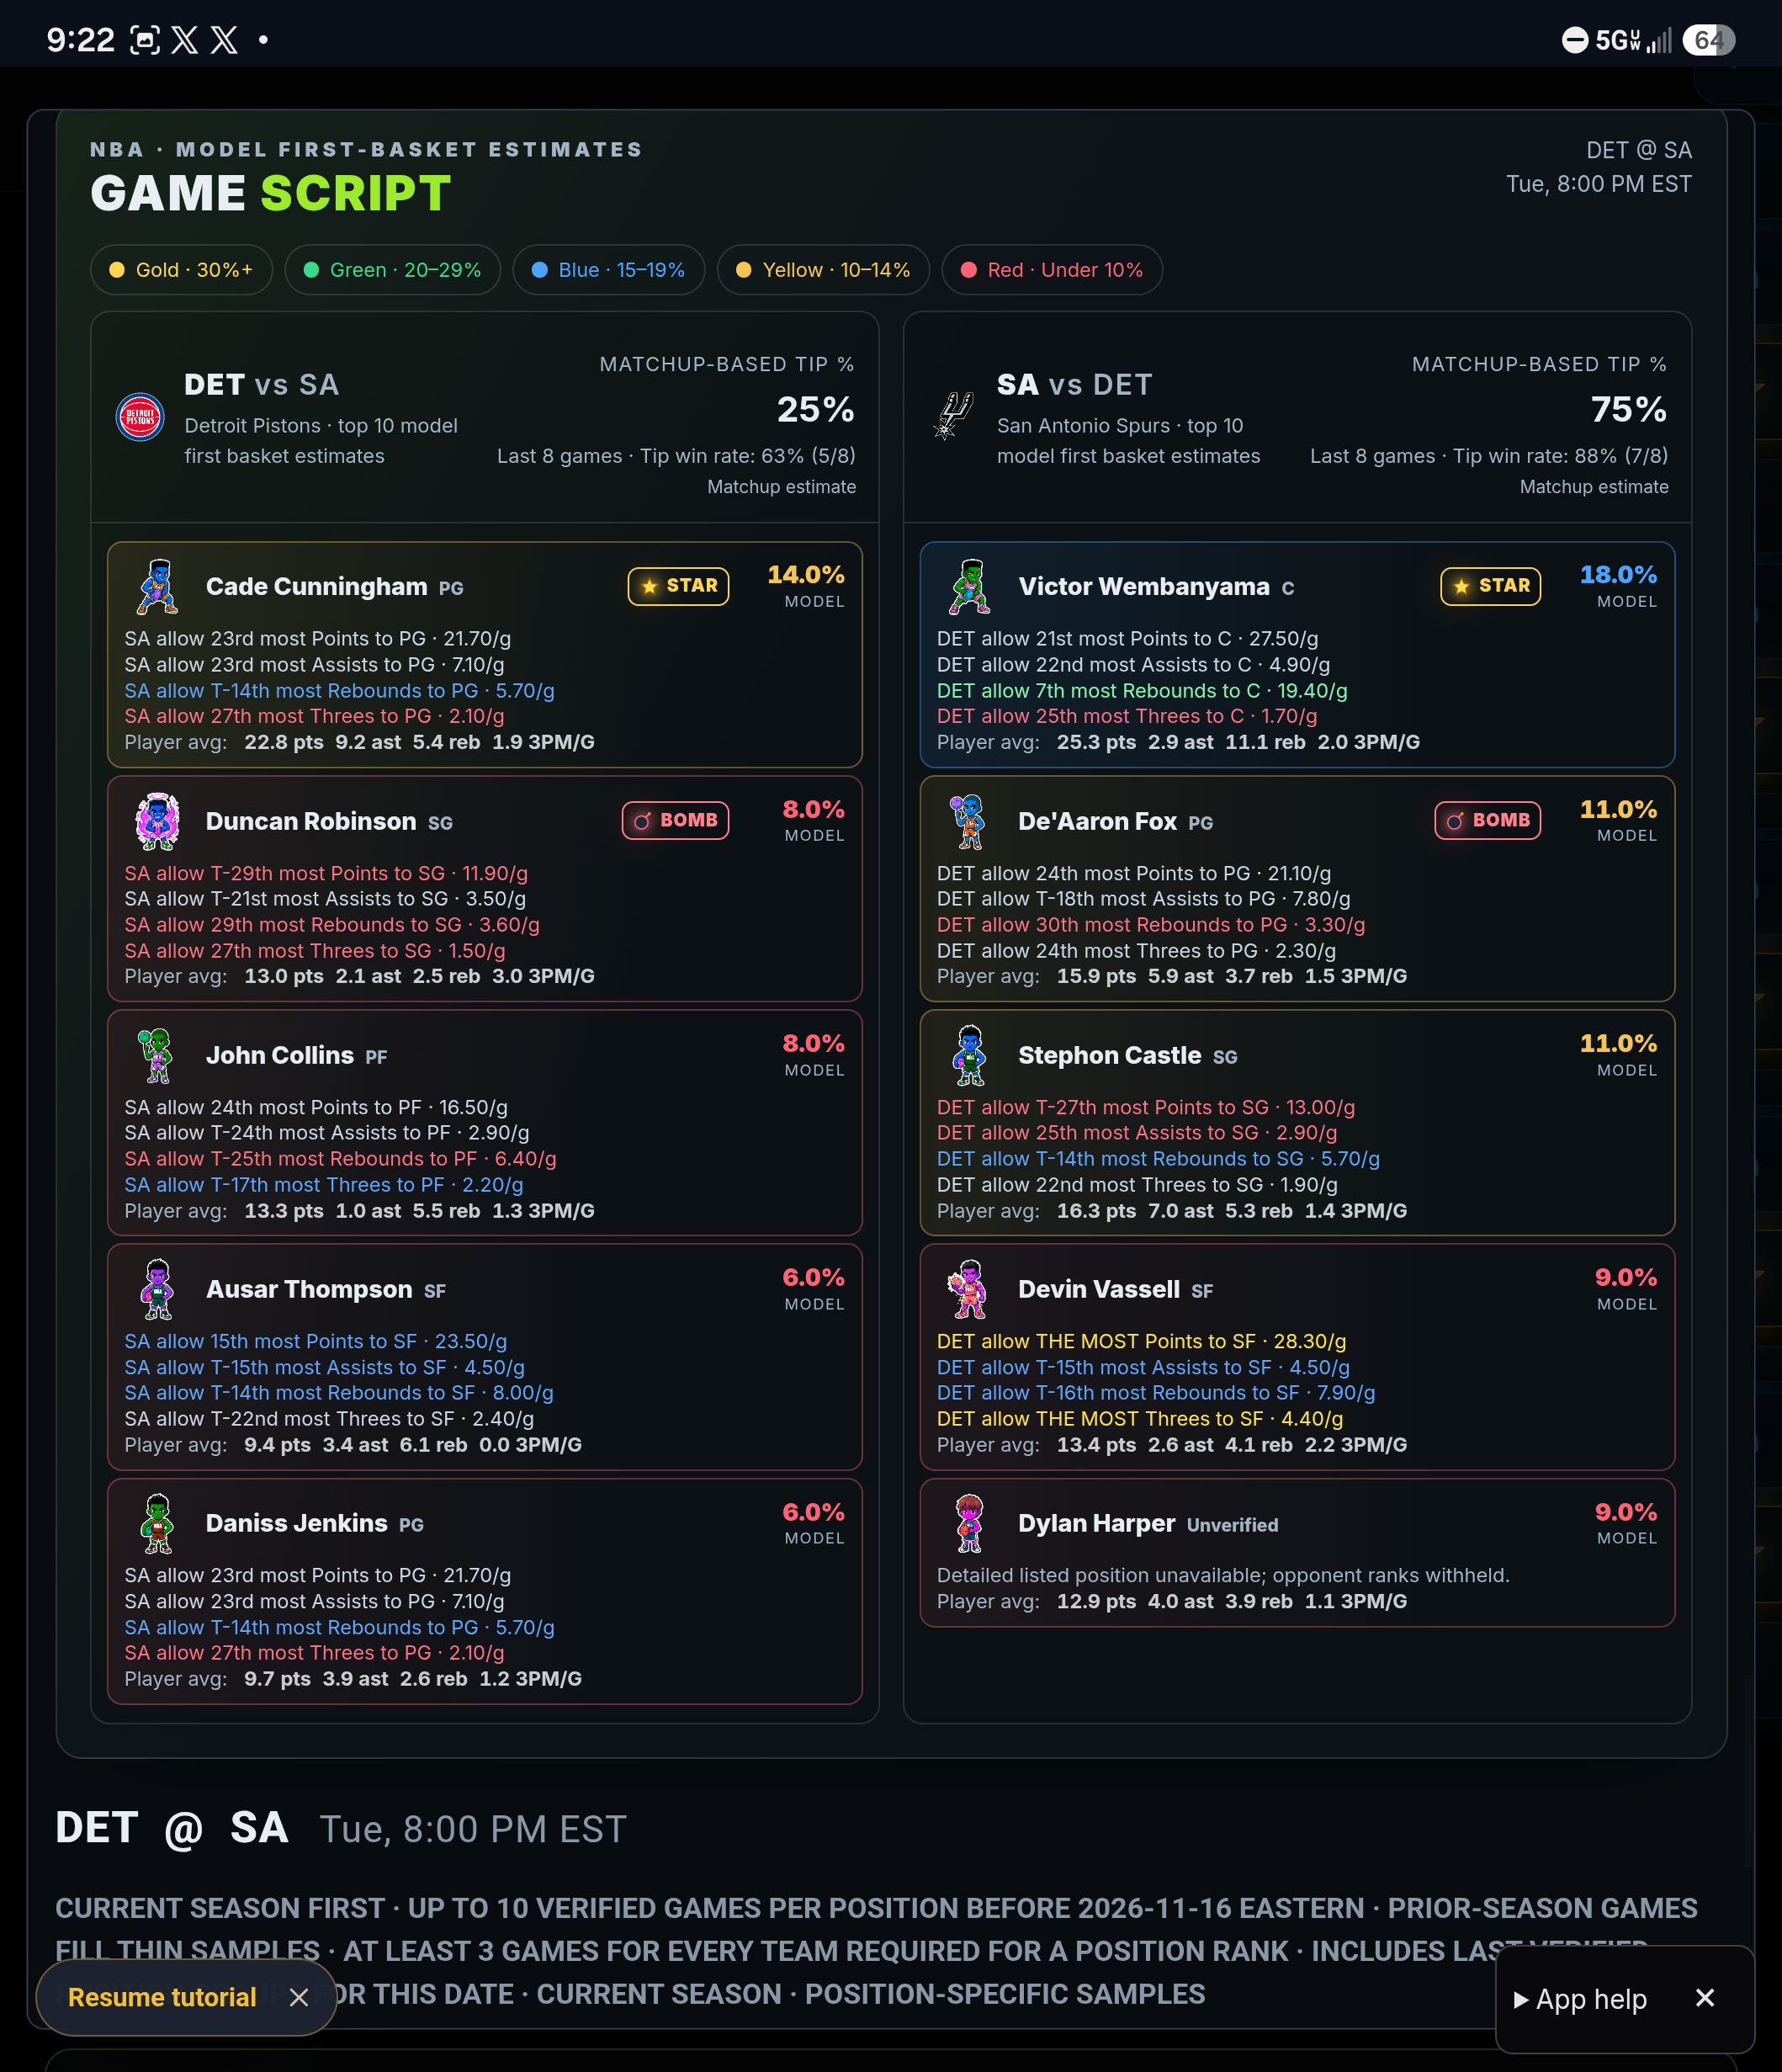 9:22
5G UW
64
NBA · MODEL FIRST-BASKET ESTIMATES
GAME SCRIPT
DET @ SA
Tue, 8:00 PM EST
Gold · 30%+
Green · 20–29%
Blue · 15–19%
Yellow · 10–14%
Red · Under 10%
DETROIT PISTONS
DET vs SA
Detroit Pistons · top 10 model
first basket estimates
MATCHUP-BASED TIP %
25%
Last 8 games · Tip win rate: 63% (5/8)
Matchup estimate
Cade Cunningham PG
STAR
14.0%
MODEL
SA allow 23rd most Points to PG · 21.70/g
SA allow 23rd most Assists to PG · 7.10/g
SA allow T-14th most Rebounds to PG · 5.70/g
SA allow 27th most Threes to PG · 2.10/g
Player avg: 22.8 pts 9.2 ast 5.4 reb 1.9 3PM/G
Duncan Robinson SG
BOMB
8.0%
MODEL
SA allow T-29th most Points to SG · 11.90/g
SA allow T-21st most Assists to SG · 3.50/g
SA allow 29th most Rebounds to SG · 3.60/g
SA allow 27th most Threes to SG · 1.50/g
Player avg: 13.0 pts 2.1 ast 2.5 reb 3.0 3PM/G
John Collins PF
8.0%
MODEL
SA allow 24th most Points to PF · 16.50/g
SA allow T-24th most Assists to PF · 2.90/g
SA allow T-25th most Rebounds to PF · 6.40/g
SA allow T-17th most Threes to PF · 2.20/g
Player avg: 13.3 pts 1.0 ast 5.5 reb 1.3 3PM/G
Ausar Thompson SF
6.0%
MODEL
SA allow 15th most Points to SF · 23.50/g
SA allow T-15th most Assists to SF · 4.50/g
SA allow T-14th most Rebounds to SF · 8.00/g
SA allow T-22nd most Threes to SF · 2.40/g
Player avg: 9.4 pts 3.4 ast 6.1 reb 0.0 3PM/G
Daniss Jenkins PG
6.0%
MODEL
SA allow 23rd most Points to PG · 21.70/g
SA allow 23rd most Assists to PG · 7.10/g
SA allow T-14th most Rebounds to PG · 5.70/g
SA allow 27th most Threes to PG · 2.10/g
Player avg: 9.7 pts 3.9 ast 2.6 reb 1.2 3PM/G
SA vs DET
San Antonio Spurs · top 10
model first basket estimates
MATCHUP-BASED TIP %
75%
Last 8 games · Tip win rate: 88% (7/8)
Matchup estimate
Victor Wembanyama C
STAR
18.0%
MODEL
DET allow 21st most Points to C · 27.50/g
DET allow 22nd most Assists to C · 4.90/g
DET allow 7th most Rebounds to C · 19.40/g
DET allow 25th most Threes to C · 1.70/g
Player avg: 25.3 pts 2.9 ast 11.1 reb 2.0 3PM/G
De'Aaron Fox PG
BOMB
11.0%
MODEL
DET allow 24th most Points to PG · 21.10/g
DET allow T-18th most Assists to PG · 7.80/g
DET allow 30th most Rebounds to PG · 3.30/g
DET allow 24th most Threes to PG · 2.30/g
Player avg: 15.9 pts 5.9 ast 3.7 reb 1.5 3PM/G
Stephon Castle SG
11.0%
MODEL
DET allow T-27th most Points to SG · 13.00/g
DET allow 25th most Assists to SG · 2.90/g
DET allow T-14th most Rebounds to SG · 5.70/g
DET allow 22nd most Threes to SG · 1.90/g
Player avg: 16.3 pts 7.0 ast 5.3 reb 1.4 3PM/G
Devin Vassell SF
9.0%
MODEL
DET allow THE MOST Points to SF · 28.30/g
DET allow T-15th most Assists to SF · 4.50/g
DET allow T-16th most Rebounds to SF · 7.90/g
DET allow THE MOST Threes to SF · 4.40/g
Player avg: 13.4 pts 2.6 ast 4.1 reb 2.2 3PM/G
Dylan Harper Unverified
9.0%
MODEL
Detailed listed position unavailable; opponent ranks withheld.
Player avg: 12.9 pts 4.0 ast 3.9 reb 1.1 3PM/G
DET @ SA Tue, 8:00 PM EST
CURRENT SEASON FIRST · UP TO 10 VERIFIED GAMES PER POSITION BEFORE 2026-11-16 EASTERN · PRIOR-SEASON GAMES
FILL THIN SAMPLES · AT LEAST 3 GAMES FOR EVERY TEAM REQUIRED FOR A POSITION RANK · INCLUDES LAST VERIFIED
FOR THIS DATE · CURRENT SEASON · POSITION-SPECIFIC SAMPLES
Resume tutorial
App help